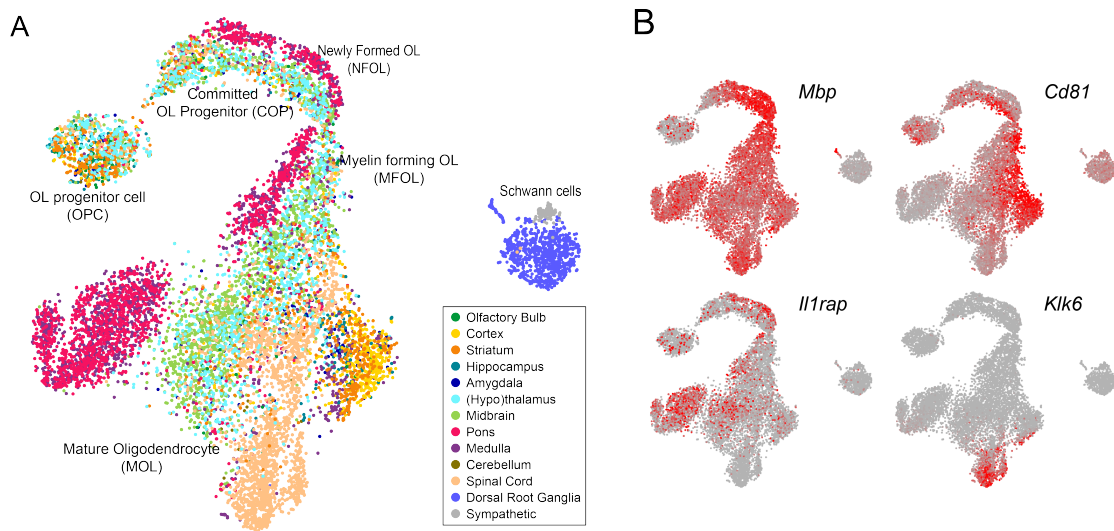 A
Newly Formed OL
(NFOL)
Committed
OL Progenitor (COP)
Myelin forming OL
(MFOL)
OL progenitor cell
(OPC)
Schwann cells
Mature Oligodendrocyte
(MOL)
Olfactory Bulb
Cortex
Striatum
Hippocampus
Amygdala
(Hypo)thalamus
Midbrain
Pons
Medulla
Cerebellum
Spinal Cord
Dorsal Root Ganglia
Sympathetic
B
Mbp
Cd81
Il1rap
Klk6